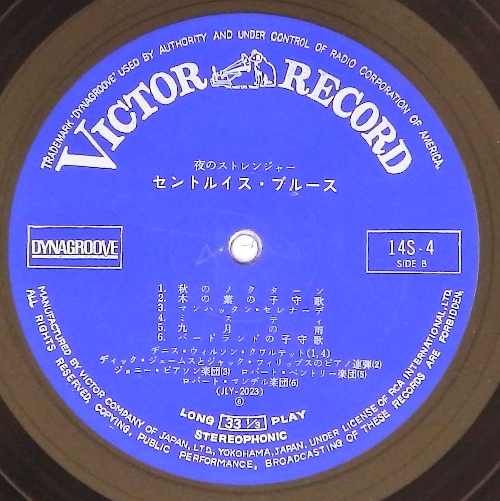 TRADEMARK "DYNAGROOVE" USED BY AUTHORITY AND UNDER CONTROL OF RADIO CORPORATION OF AMERICA.
VICTOR RECORD
夜のストレンジャー
セントルイス・ブルース
DYNAGROOVE
14S-4
SIDE B
1. 秋のノクターン
2. 木の葉の子守歌
3. マンハッタン・セレナーデ
4. ミスティ
5. 九月の雨
6. バードランドの子守歌
デニス・ウィルソン・クワルテット(1,4)
ディック・ジェームスとジャック・フィリップスのピアノ連弾(2)
ジョニー・ピアソン楽団(3) ロバート・ベントリー楽団(5)
ロバート・マンデル楽団(6)
(JLY-2023)
Ⓟ
LONG 33 1/3 PLAY
STEREOPHONIC
MANUFACTURED BY VICTOR COMPANY OF JAPAN, LTD., YOKOHAMA, JAPAN. UNDER LICENSE OF RCA INTERNATIONAL, LTD.
ALL RIGHTS RESERVED, COPYING, PUBLIC PERFORMANCE, BROADCASTING OF THESE RECORDS ARE FORBIDDEN.